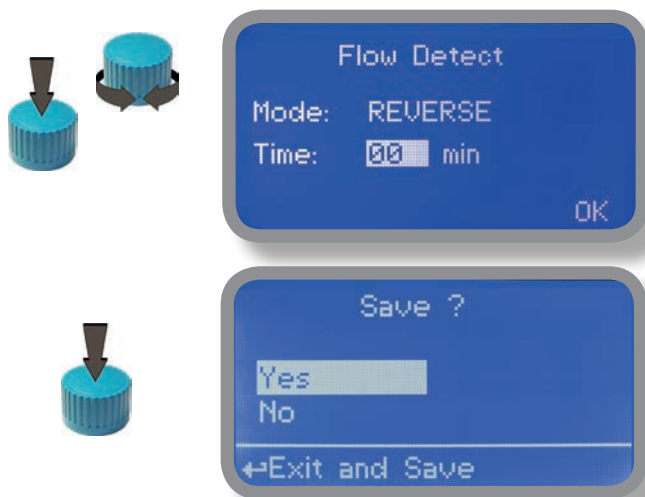 Flow Detect
Mode: REVERSE
Time: 00 min
OK
Save ?
Yes
No
↵Exit and Save